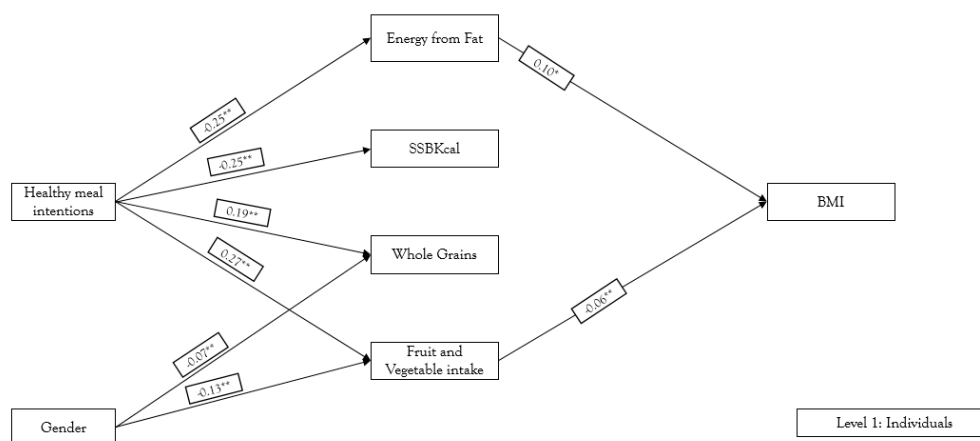 Energy from Fat
0.10*
-0.25**
SSBKcal
-0.25**
Healthy meal
intentions
BMI
0.19**
Whole Grains
0.27**
-0.06**
-0.07**
Fruit and
Vegetable intake
-0.13**
Gender
Level 1: Individuals